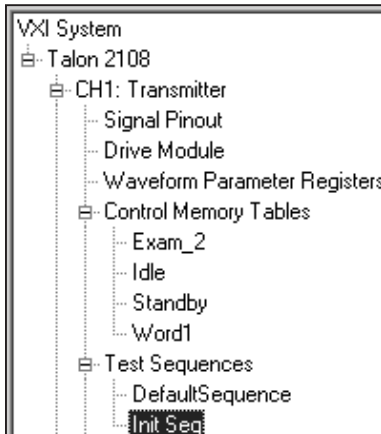 VXI System
Talon 2108
CH1: Transmitter
Signal Pinout
Drive Module
Waveform Parameter Registers
Control Memory Tables
Exam_2
Idle
Standby
Word1
Test Sequences
DefaultSequence
Init Seq